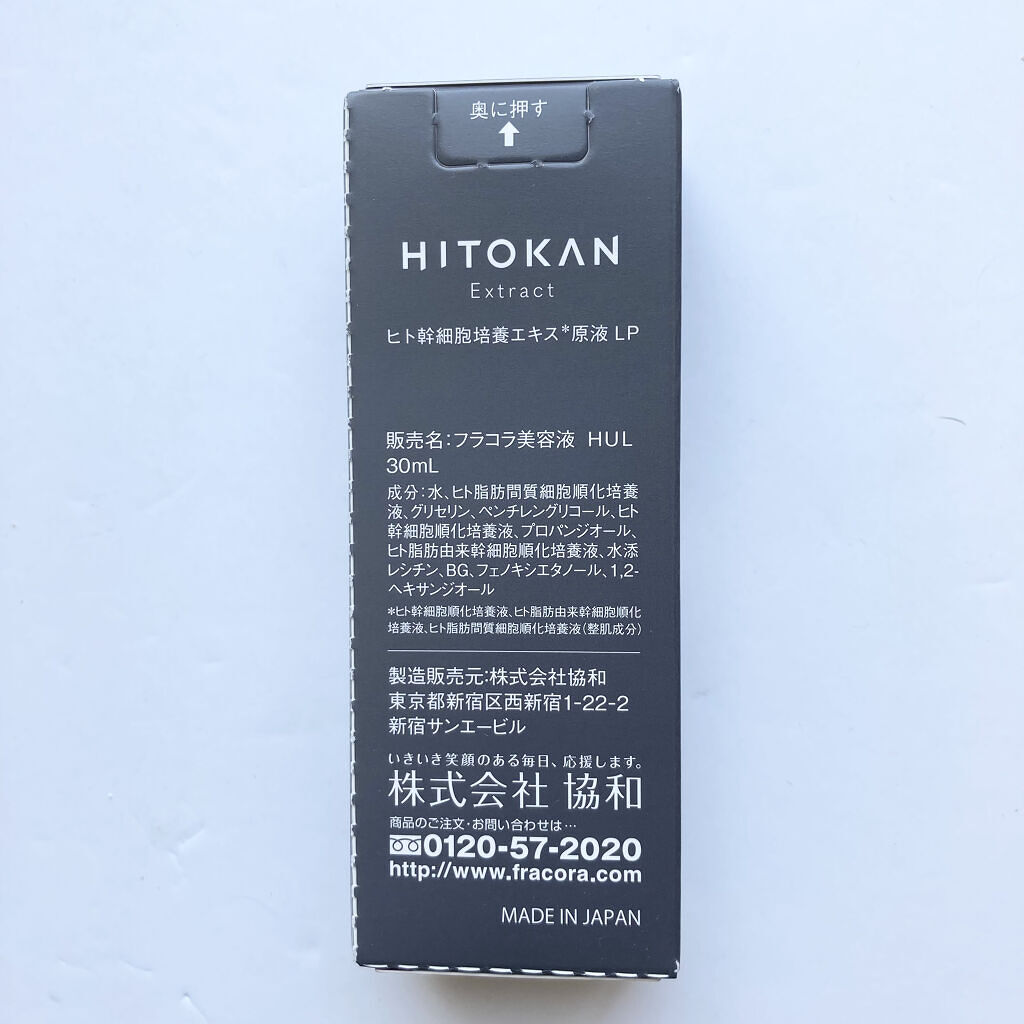 奥に押す
HITOKAN
Extract
ヒト幹細胞培養エキス*原液 LP
販売名:フラコラ美容液 HUL
30mL
成分:水、ヒト脂肪間質細胞順化培養
液、グリセリン、ペンチレングリコール、ヒト
幹細胞順化培養液、プロパンジオール、
ヒト脂肪由来幹細胞順化培養液、水添
レシチン、BG、フェノキシエタノール、1,2-
ヘキサンジオール
*ヒト幹細胞順化培養液、ヒト脂肪由来幹細胞順化
培養液、ヒト脂肪間質細胞順化培養液(整肌成分)
製造販売元:株式会社協和
東京都新宿区西新宿1-22-2
新宿サンエービル
いきいき笑顔のある毎日、応援します。
株式会社 協和
商品のご注文・お問い合わせは…
0120-57-2020
http://www.fracora.com
MADE IN JAPAN